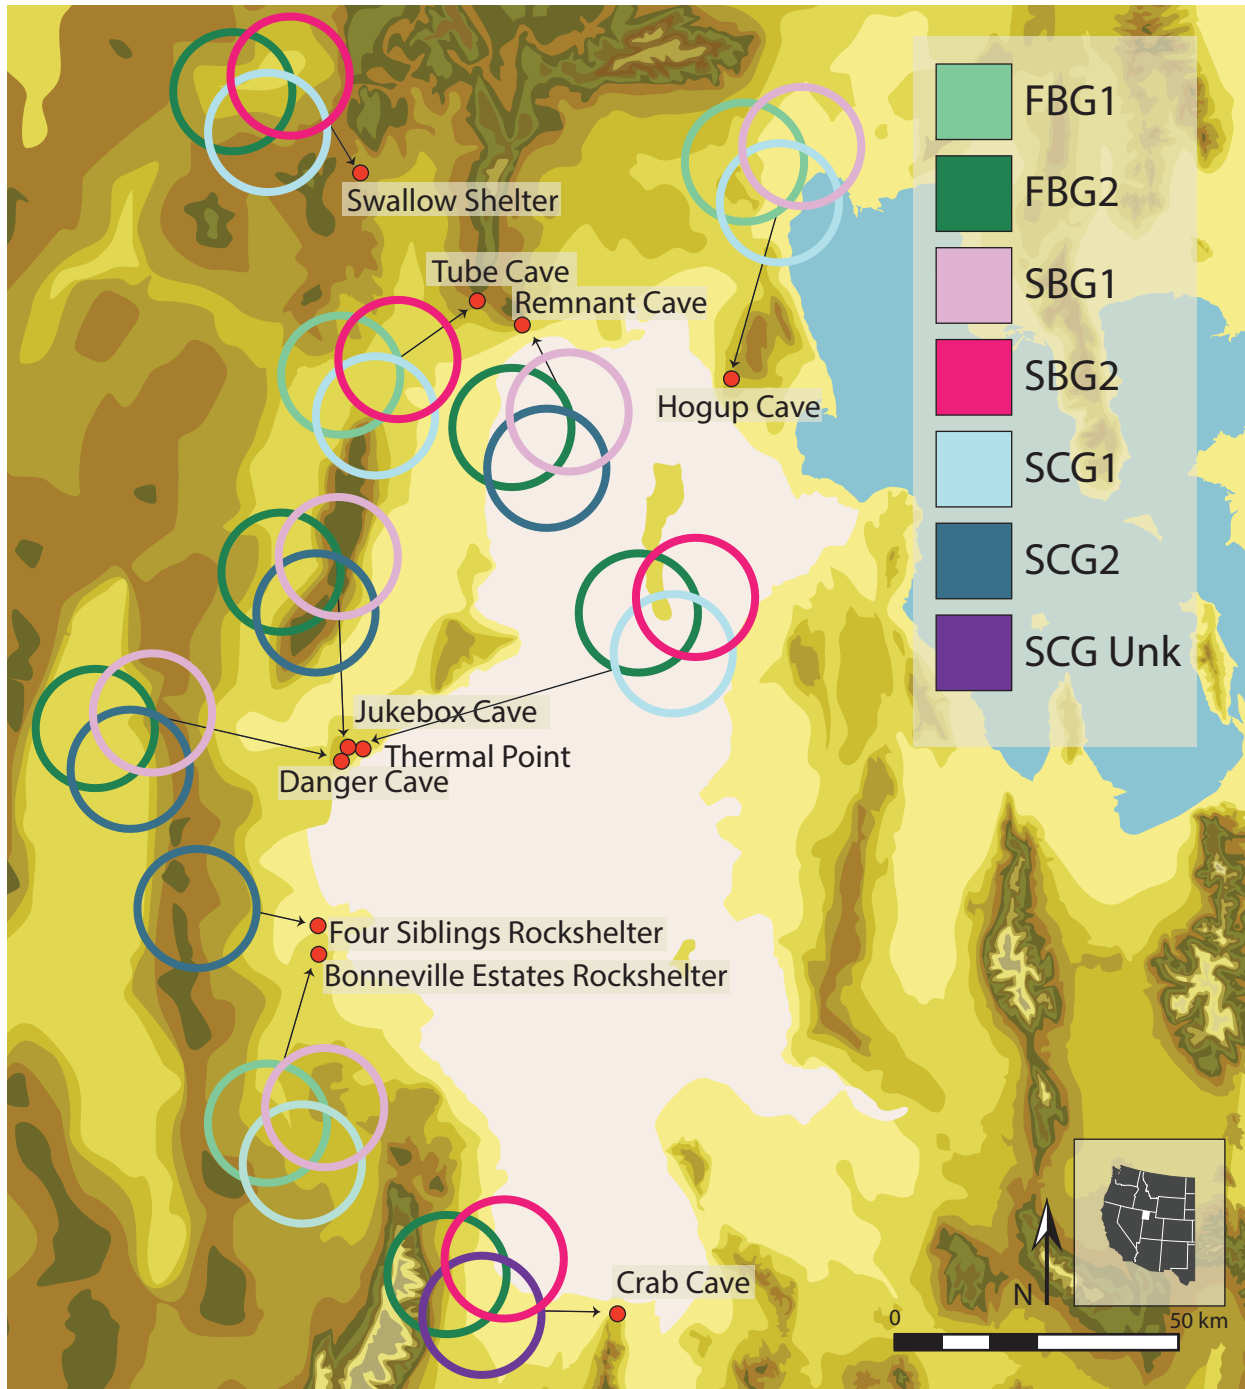 FBG1
FBG2
SBG1
SBG2
SCG1
SCG2
SCG Unk
Swallow Shelter
Tube Cave
Remnant Cave
Hogup Cave
Jukebox Cave
Thermal Point
Danger Cave
Four Siblings Rockshelter
Bonneville Estates Rockshelter
Crab Cave
N
0
50 km